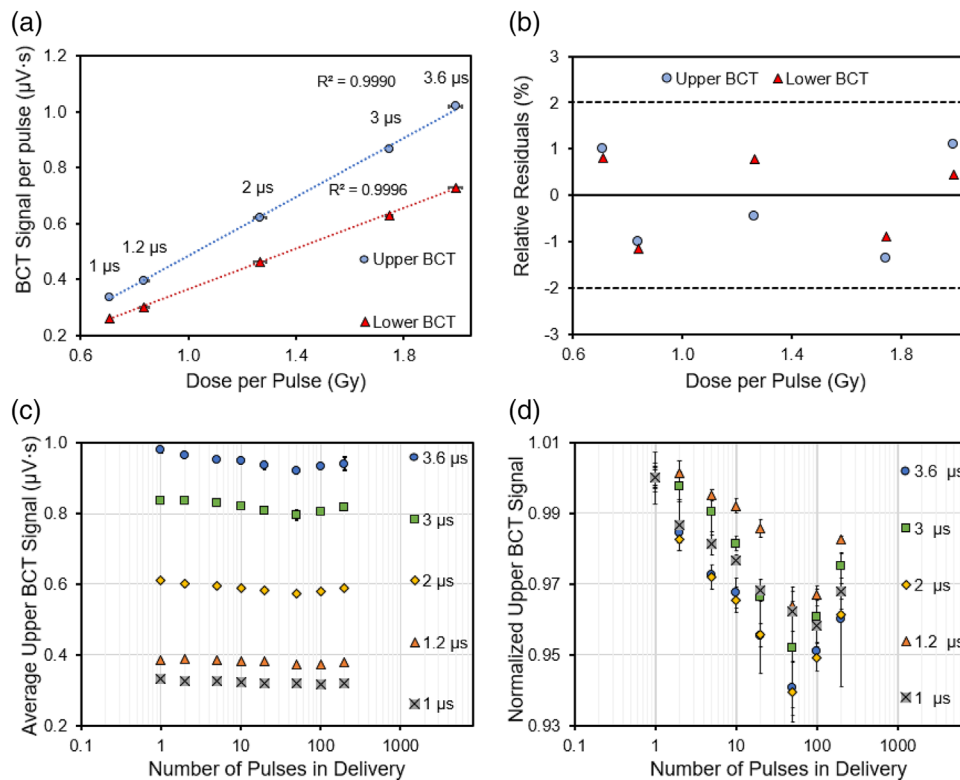 (a)
BCT Signal per pulse (µV·s)
1.2
1.0
0.8
0.6
0.4
0.2
R² = 0.9990
3.6 µs
3 µs
2 µs
R² = 0.9996
1.2 µs
1 µs
Upper BCT
Lower BCT
0.6
1.0
1.4
1.8
Dose per Pulse (Gy)
(b)
Relative Residuals (%)
3
2
1
0
-1
-2
-3
Upper BCT
Lower BCT
0.6
1.0
1.4
1.8
Dose per Pulse (Gy)
(c)
Average Upper BCT Signal (µV·s)
1.0
0.8
0.6
0.4
0.2
3.6 µs
3 µs
2 µs
1.2 µs
1 µs
0.1
1
10
100
1000
Number of Pulses in Delivery
(d)
Normalized Upper BCT Signal
1.01
0.99
0.97
0.95
0.93
3.6 µs
3 µs
2 µs
1.2 µs
1 µs
0.1
1
10
100
1000
Number of Pulses in Delivery